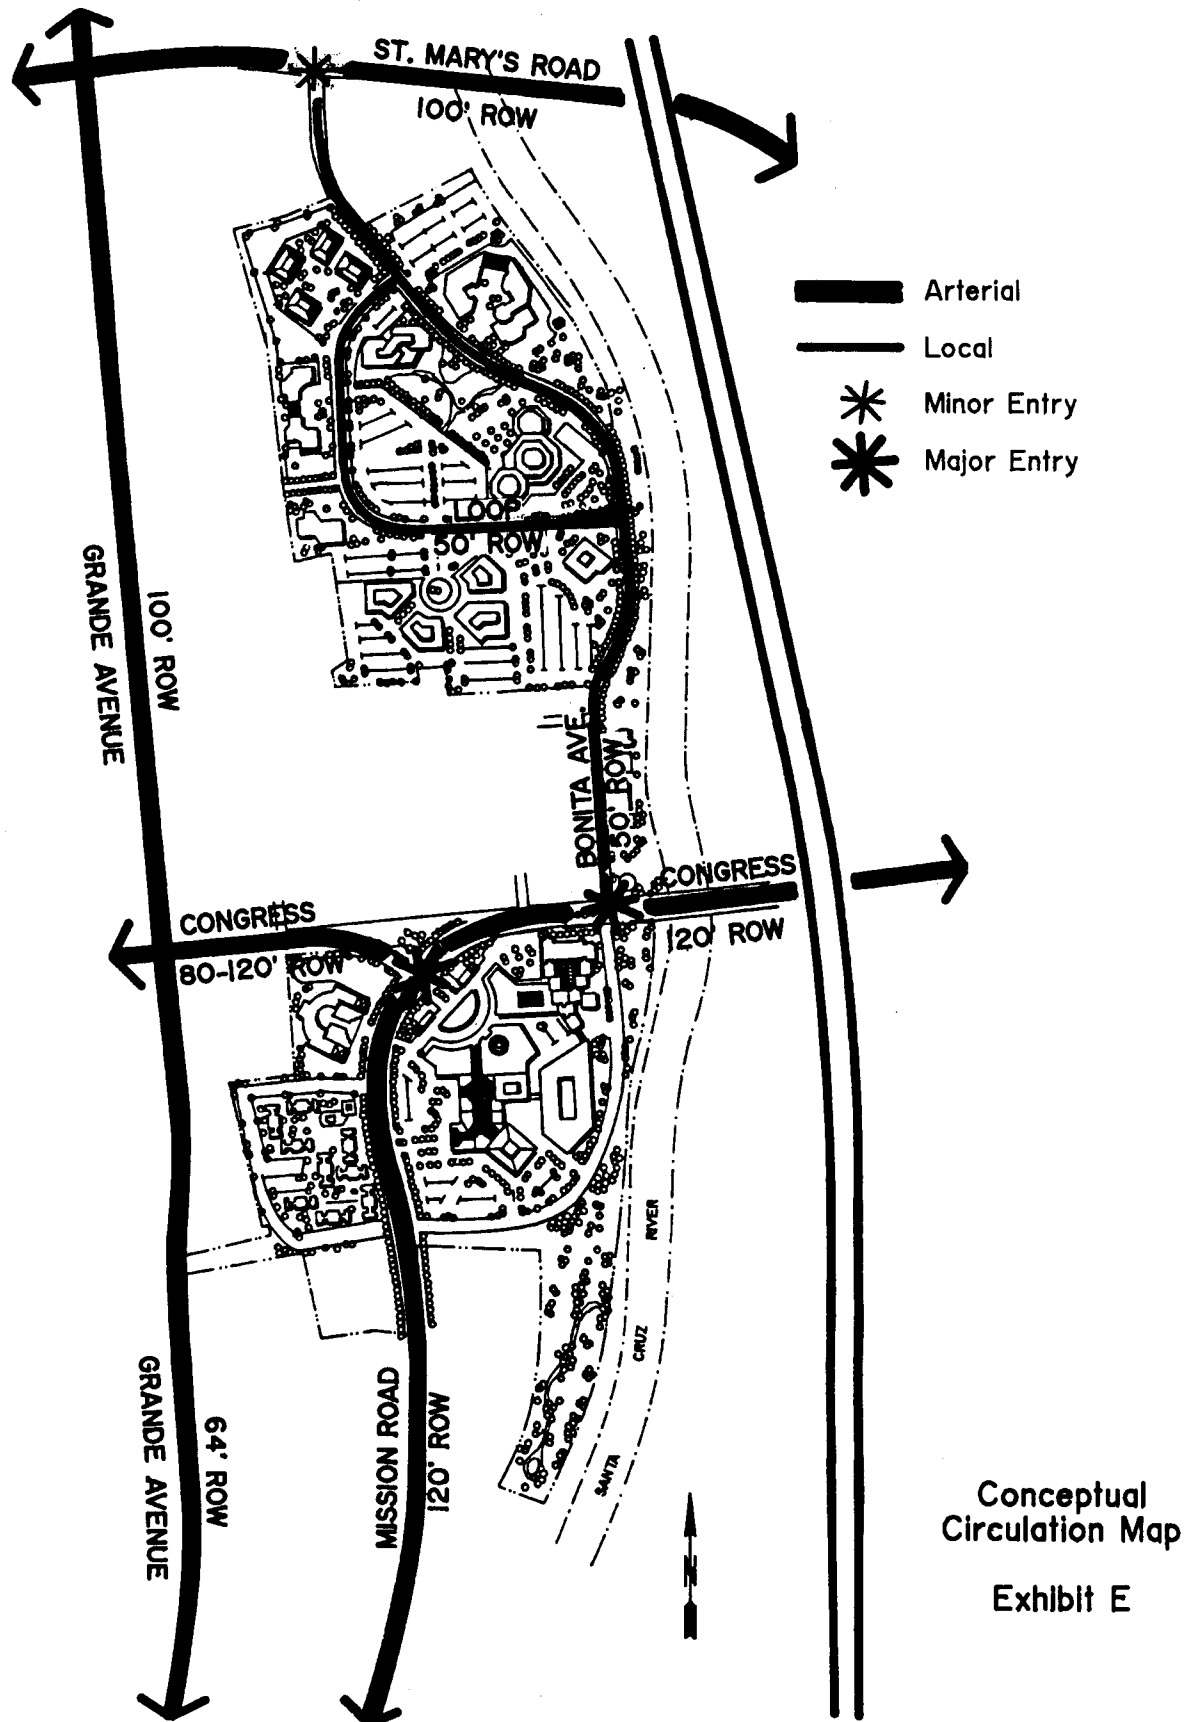 ST. MARY'S ROAD
100' ROW
Arterial
Local
Minor Entry
Major Entry
LOOP
50' ROW
GRANDE AVENUE
100' ROW
BONITA AVE.
50' ROW
CONGRESS
120' ROW
CONGRESS
80-120' ROW
SANTA CRUZ RIVER
GRANDE AVENUE
64' ROW
MISSION ROAD
120' ROW
N
Conceptual
Circulation Map
Exhibit E